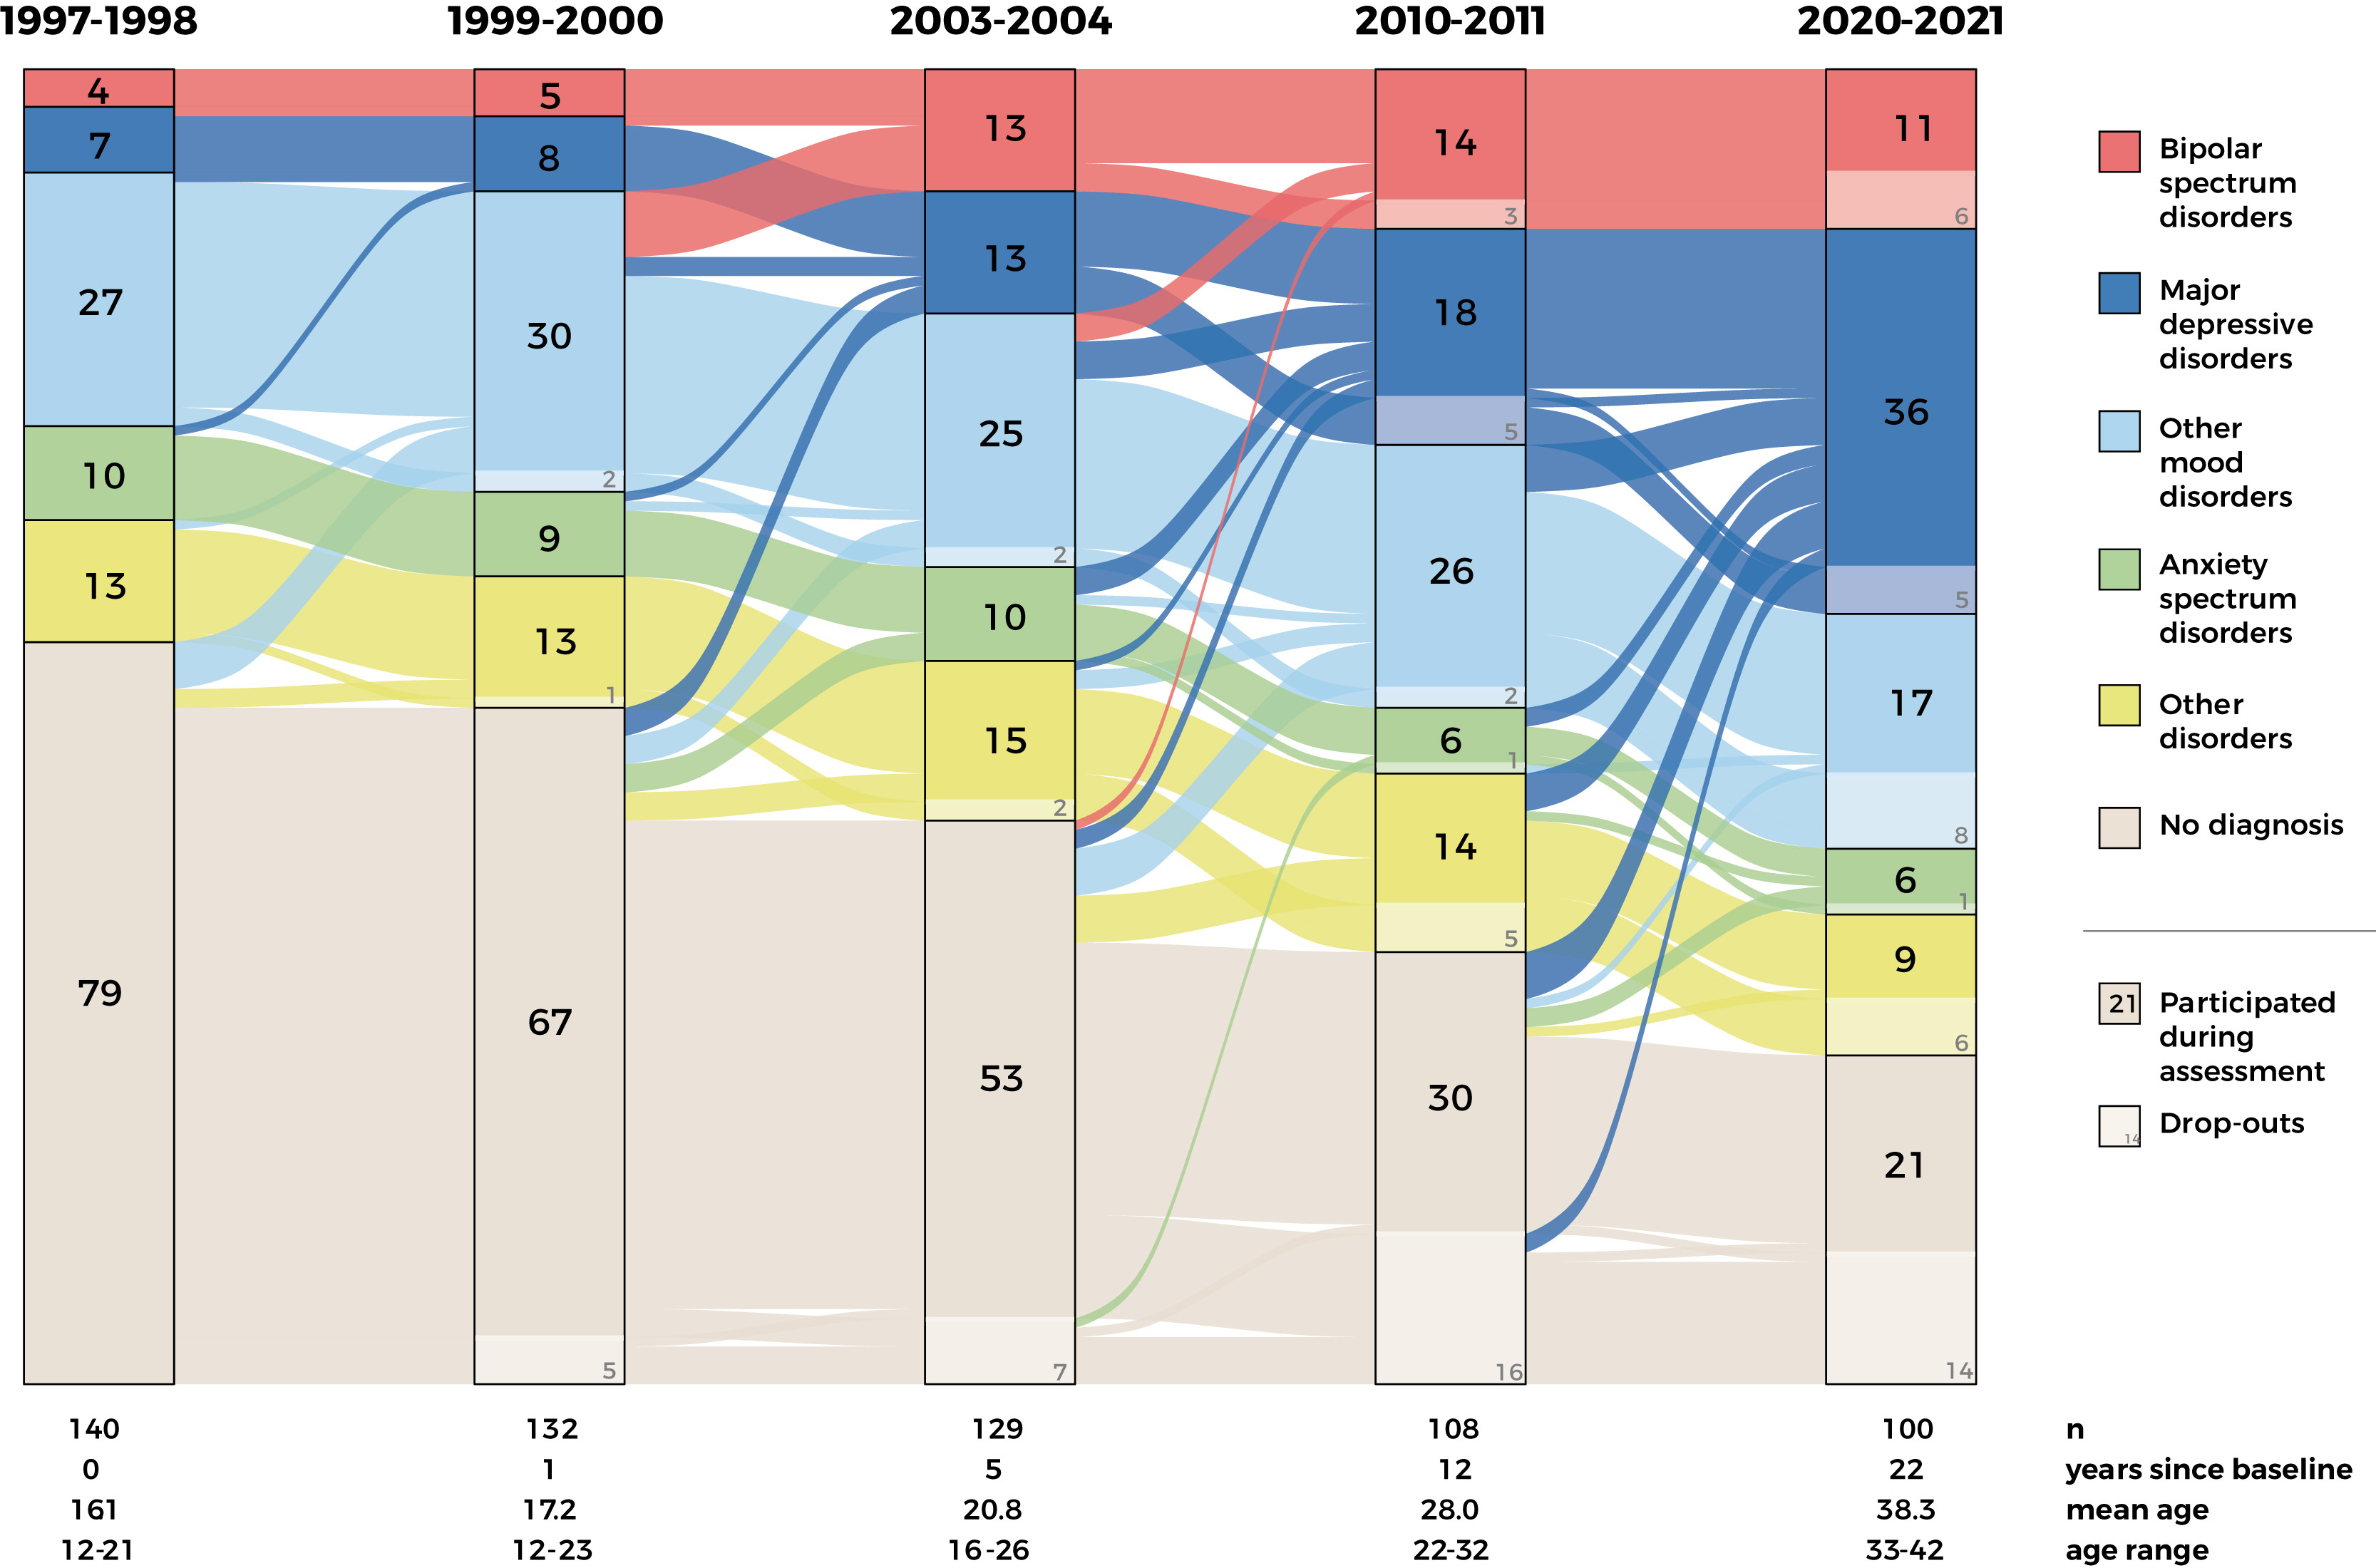 1997-1998
1999-2000
2003-2004
2010-2011
2020-2021
4
7
27
10
13
79
5
8
30
2
9
13
1
67
5
13
13
25
2
10
15
2
53
7
14
3
18
5
26
2
6
1
14
5
30
16
11
6
36
5
17
8
6
1
9
6
21
14
Bipolar
spectrum
disorders
Major
depressive
disorders
Other
mood
disorders
Anxiety
spectrum
disorders
Other
disorders
No diagnosis
21 Participated
during
assessment
14 Drop-outs
140 132 129 108 100 n
0 1 5 12 22 years since baseline
161 17.2 20.8 28.0 38.3 mean age
12-21 12-23 16-26 22-32 33-42 age range